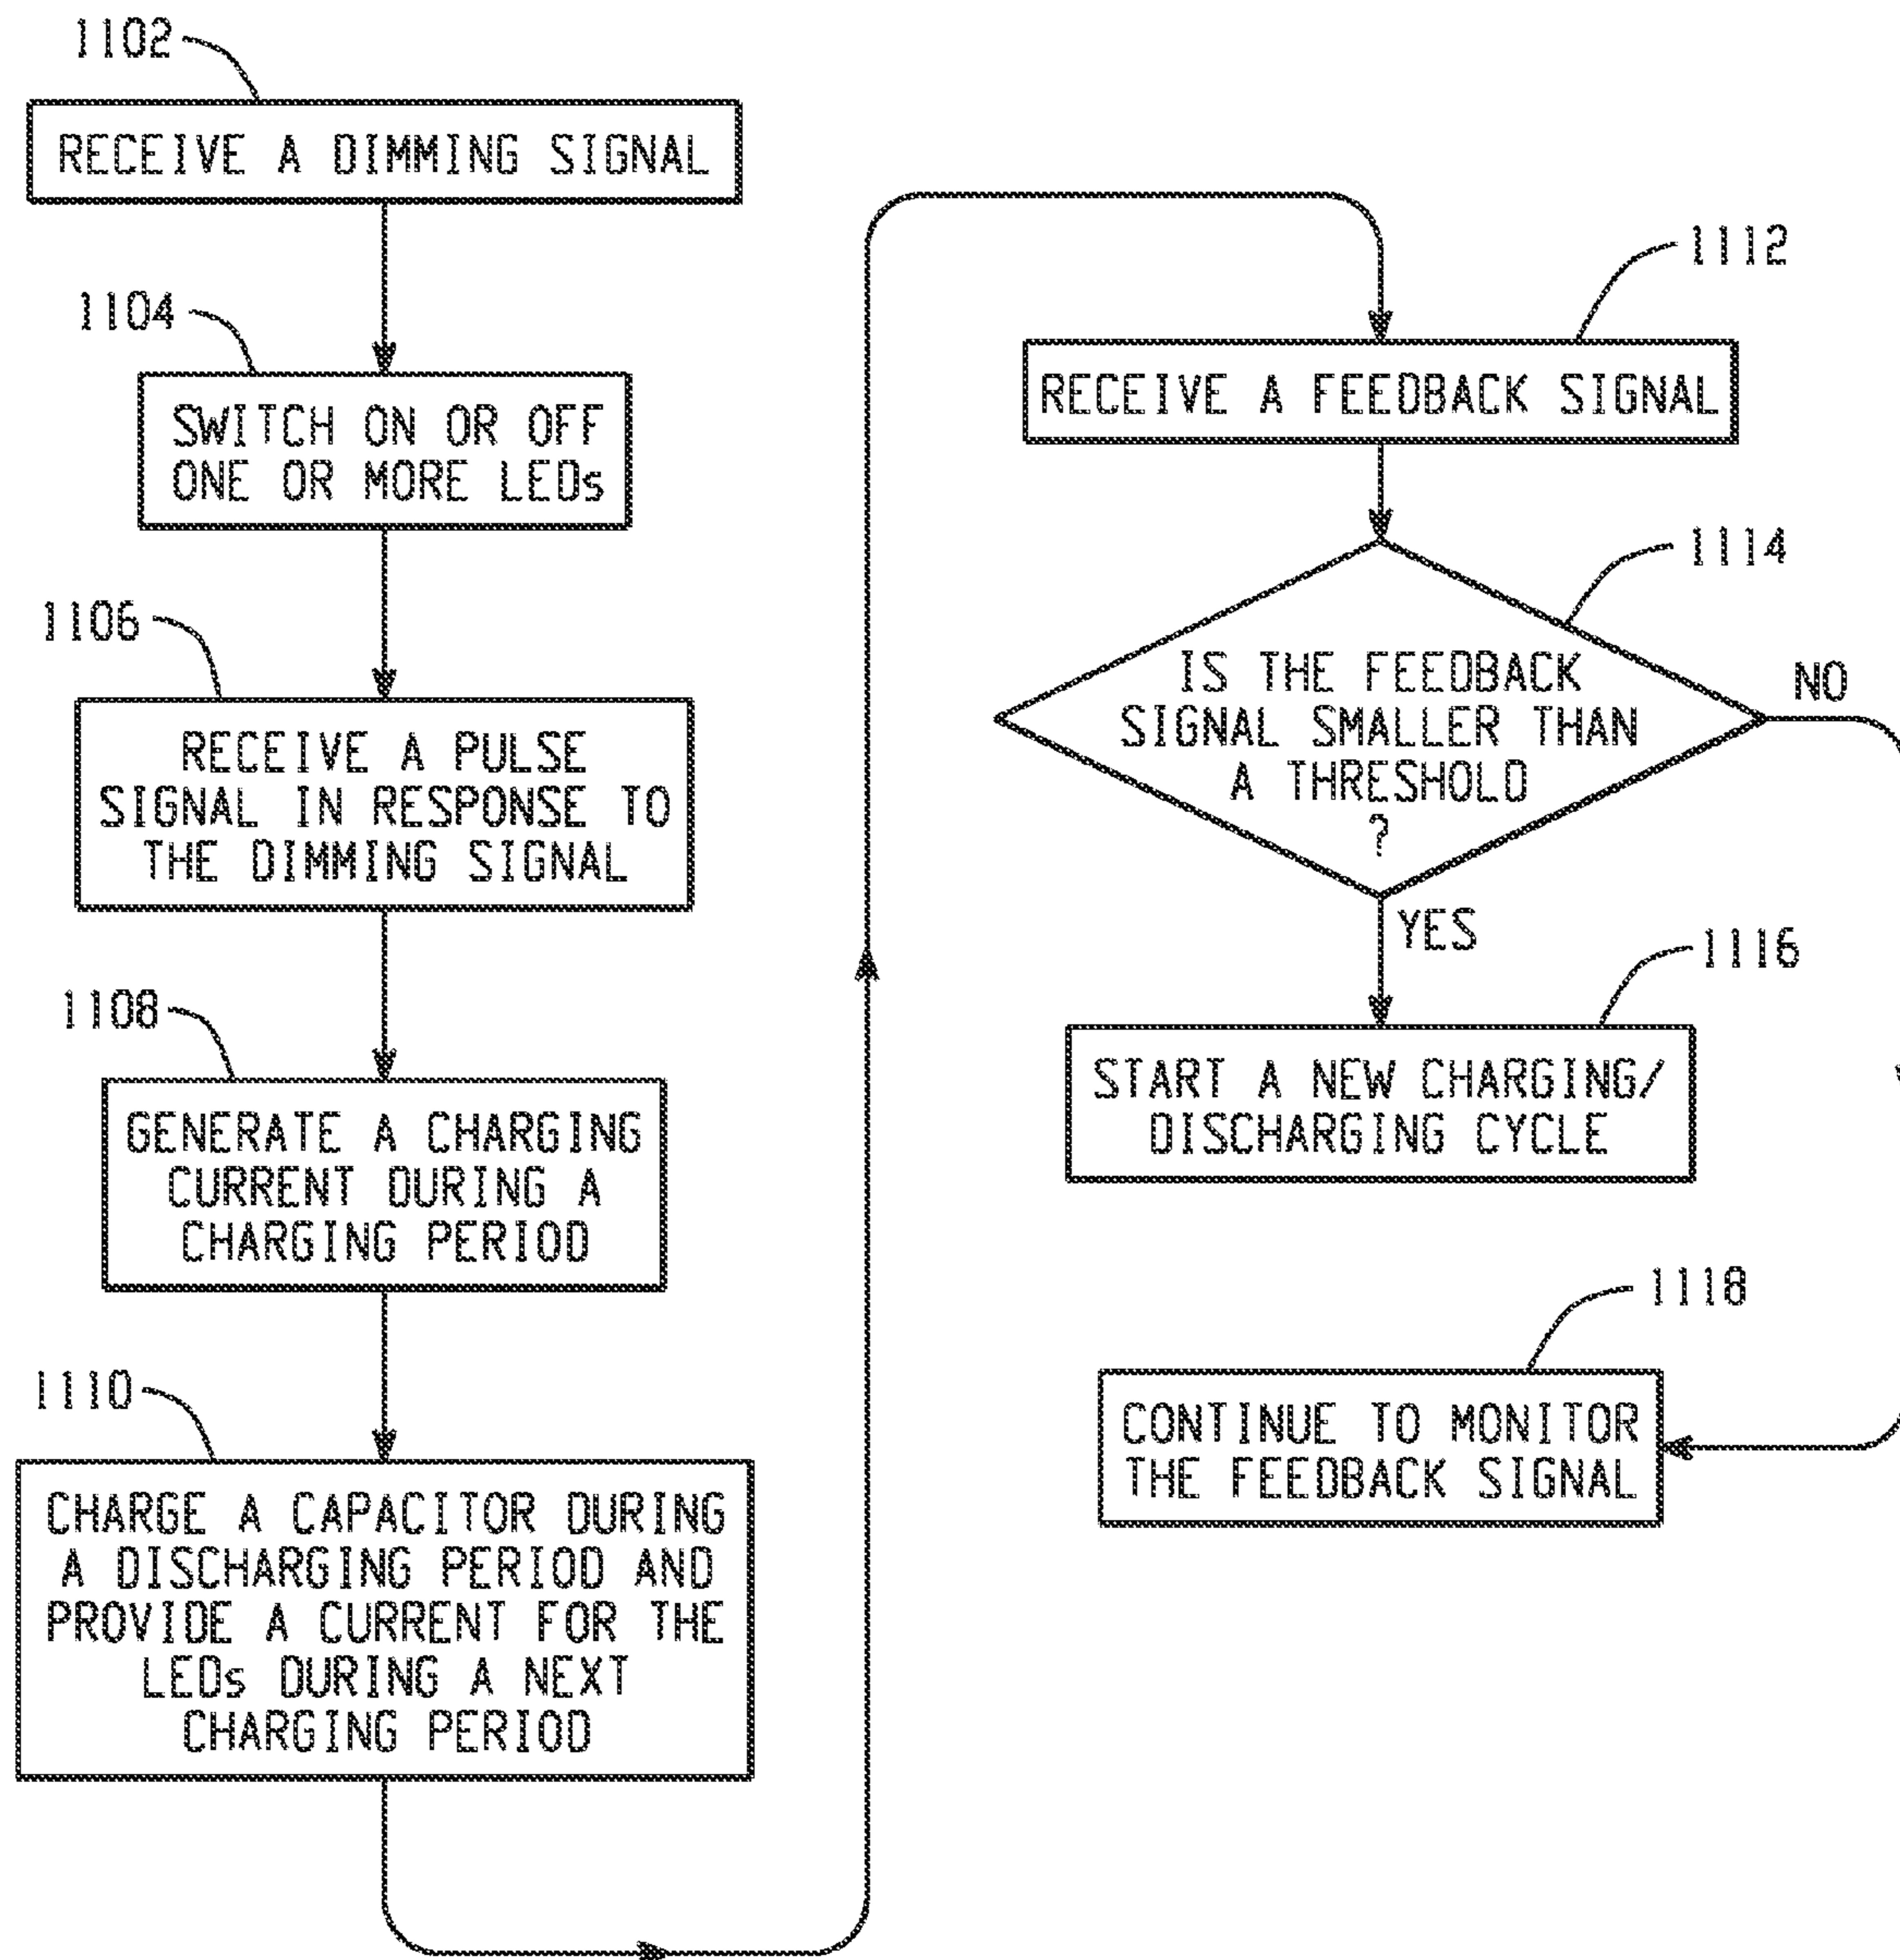 1102
RECEIVE A DIMMING SIGNAL
1104
SWITCH ON OR OFF
ONE OR MORE LEDs
1106
RECEIVE A PULSE
SIGNAL IN RESPONSE TO
THE DIMMING SIGNAL
1108
GENERATE A CHARGING
CURRENT DURING A
CHARGING PERIOD
1110
CHARGE A CAPACITOR DURING
A DISCHARGING PERIOD AND
PROVIDE A CURRENT FOR THE
LEDs DURING A NEXT
CHARGING PERIOD
1112
RECEIVE A FEEDBACK SIGNAL
1114
IS THE FEEDBACK
SIGNAL SMALLER THAN
A THRESHOLD
?
NO
YES
1116
START A NEW CHARGING/
DISCHARGING CYCLE
1118
CONTINUE TO MONITOR
THE FEEDBACK SIGNAL